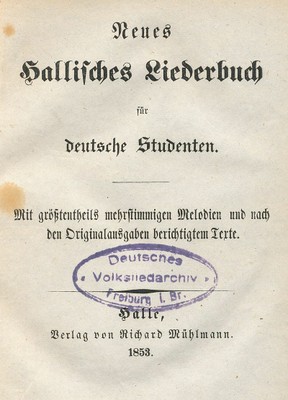 Neues
Hallisches Liederbuch
für
deutsche Studenten.
Mit größtentheils mehrstimmigen Melodien und nach
den Originalausgaben berichtigtem Texte.
Deutsches
Volksliedarchiv
Freiburg i. Br.
Halle,
Verlag von Richard Mühlmann.
1853.